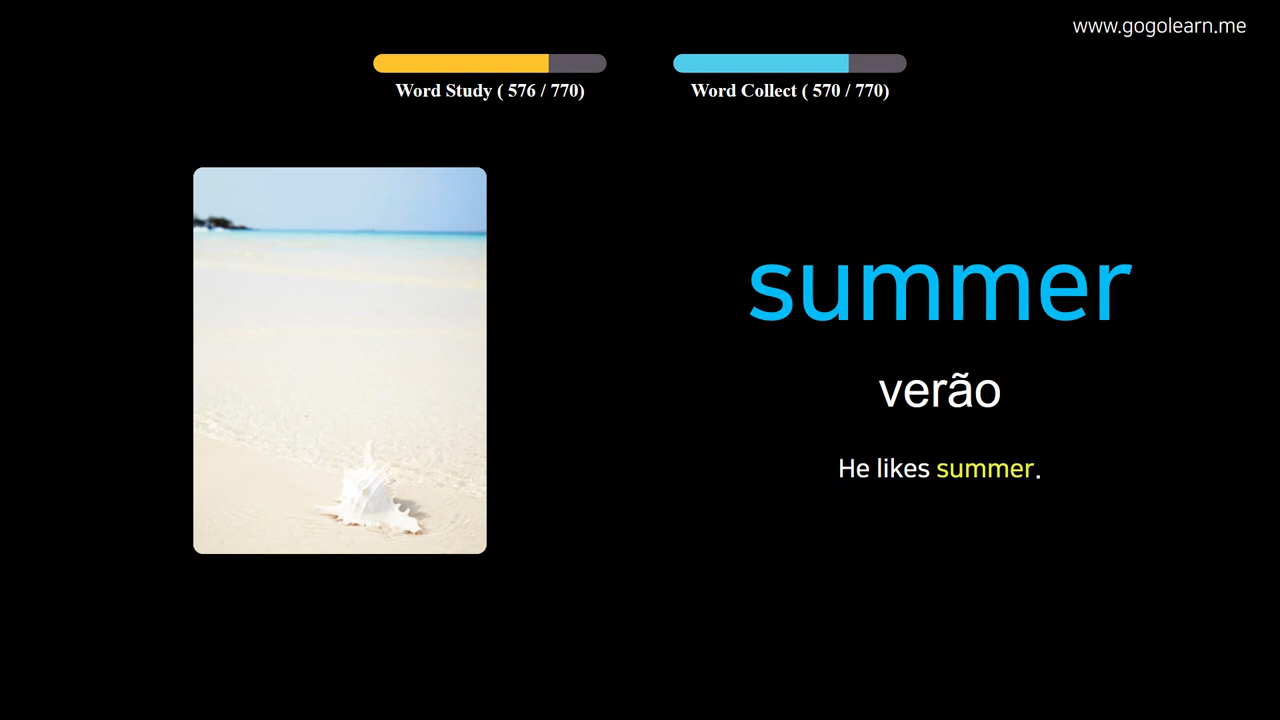 www.gogolearn.me
Word Study ( 576 / 770)
Word Collect ( 570 / 770)
summer
verão
He likes summer.